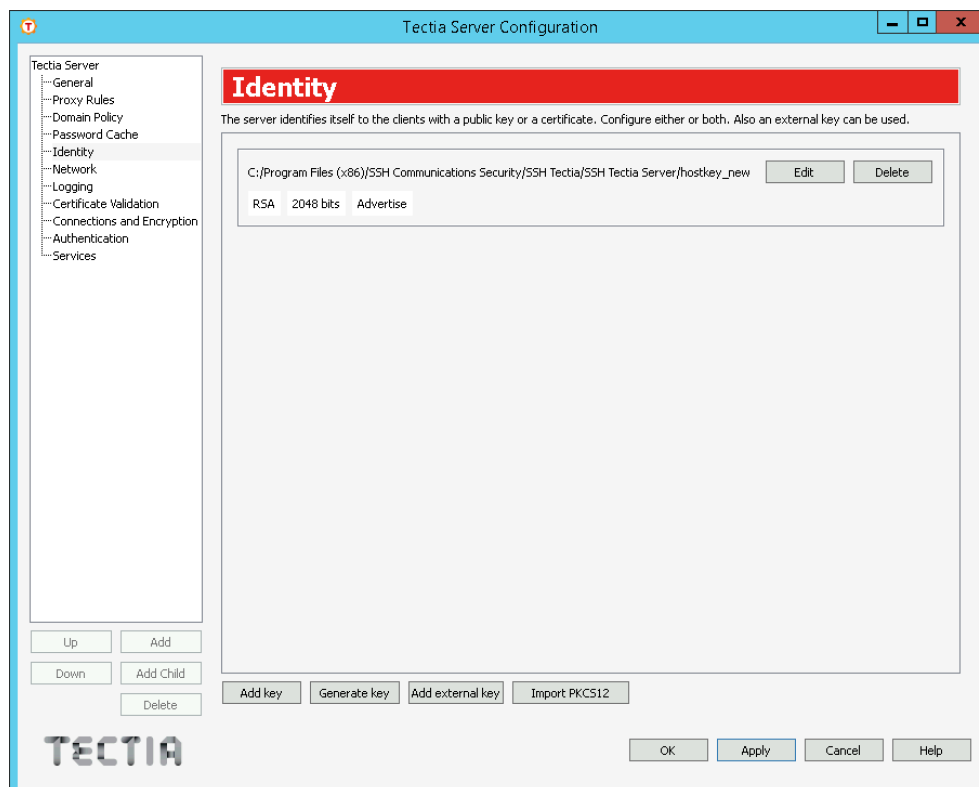 Tectia Server Configuration
Tectia Server
General
Proxy Rules
Domain Policy
Password Cache
Identity
Network
Logging
Certificate Validation
Connections and Encryption
Authentication
Services
Up Add
Down Add Child
Delete
TECTIA
Identity
The server identifies itself to the clients with a public key or a certificate. Configure either or both. Also an external key can be used.
C:/Program Files (x86)/SSH Communications Security/SSH Tectia/SSH Tectia Server/hostkey_new Edit Delete
RSA 2048 bits Advertise
Add key Generate key Add external key Import PKCS12
OK Apply Cancel Help